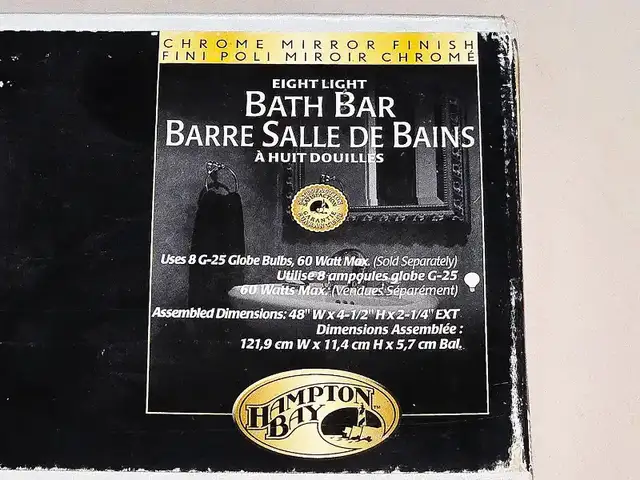 CHROME MIRROR FINISH
FINI POLI MIROIR CHROMÉ
EIGHT LIGHT
BATH BAR
BARRE SALLE DE BAINS
À HUIT DOUILLES
SATISFACTION
GARANTIE
Uses 8 G-25 Globe Bulbs, 60 Watt Max. (Sold Separately)
Utilise 8 ampoules globe G-25
60 Watts Max. (Vendues Séparément)
Assembled Dimensions: 48" W x 4-1/2" H x 2-1/4" EXT
Dimensions Assemblée :
121,9 cm W x 11,4 cm H x 5,7 cm Bal.
HAMPTON
BAY